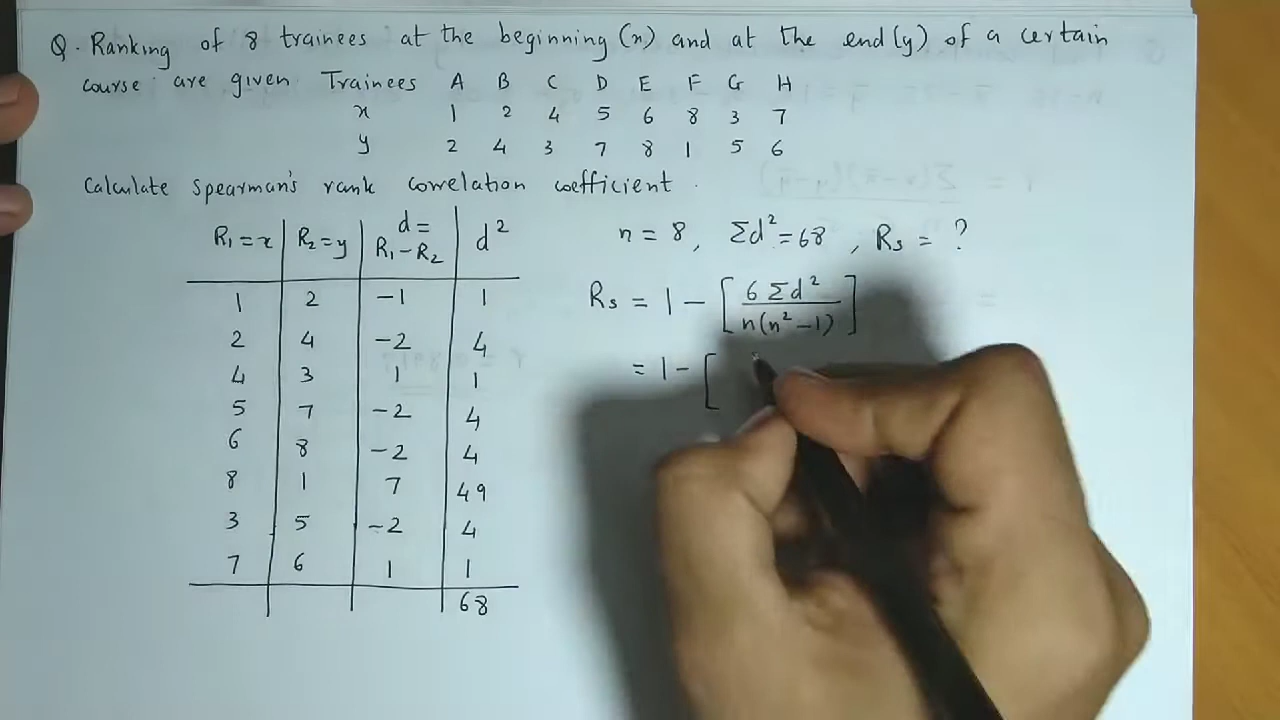 Q. Ranking of 8 trainees at the beginning (x) and at the end (y) of a certain
course are given Trainees A B C D E F G H
x 1 2 4 5 6 8 3 7
y 2 4 3 7 8 1 5 6
Calculate Spearman's rank correlation coefficient.
R₁=x R₂=y d= R₁-R₂ d²
1 2 -1 1
2 4 -2 4
4 3 1 1
5 7 -2 4
6 8 -2 4
8 1 7 49
3 5 -2 4
7 6 1 1
68
n = 8, Σd²=68, Rs = ?
Rs = 1 - [6 Σd² / n(n²-1)]
= 1 - [